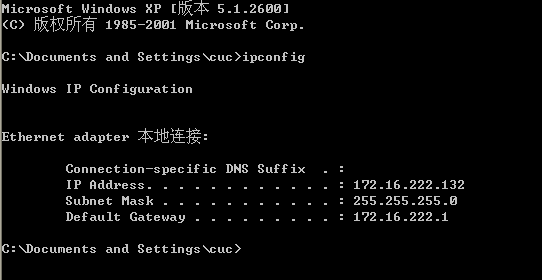 Microsoft Windows XP [版本 5.1.2600]
(C) 版权所有 1985-2001 Microsoft Corp.
C:\Documents and Settings\cuc>ipconfig
Windows IP Configuration
Ethernet adapter 本地连接:
Connection-specific DNS Suffix  . :
IP Address. . . . . . . . . . . . : 172.16.222.132
Subnet Mask . . . . . . . . . . . : 255.255.255.0
Default Gateway . . . . . . . . . : 172.16.222.1
C:\Documents and Settings\cuc>